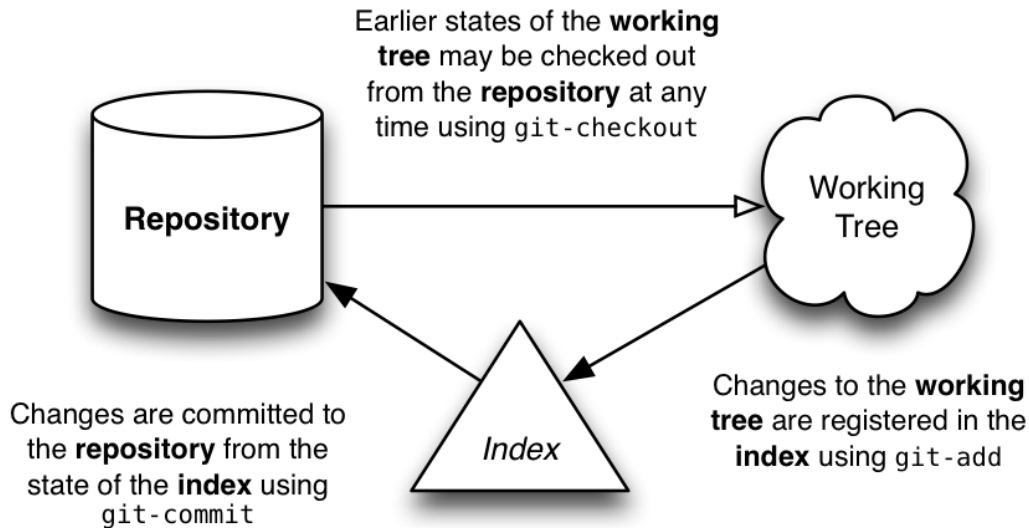 Earlier states of the working
tree may be checked out
from the repository at any
time using git-checkout
Repository
Working
Tree
Index
Changes are committed to
the repository from the
state of the index using
git-commit
Changes to the working
tree are registered in the
index using git-add